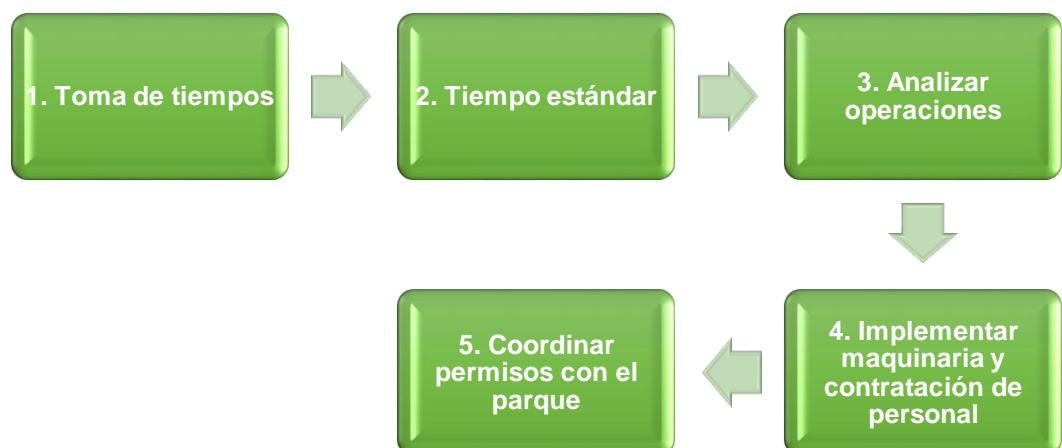 1. Toma de tiempos
2. Tiempo estándar
3. Analizar
operaciones
4. Implementar
maquinaria y
contratación de
personal
5. Coordinar
permisos con el
parque